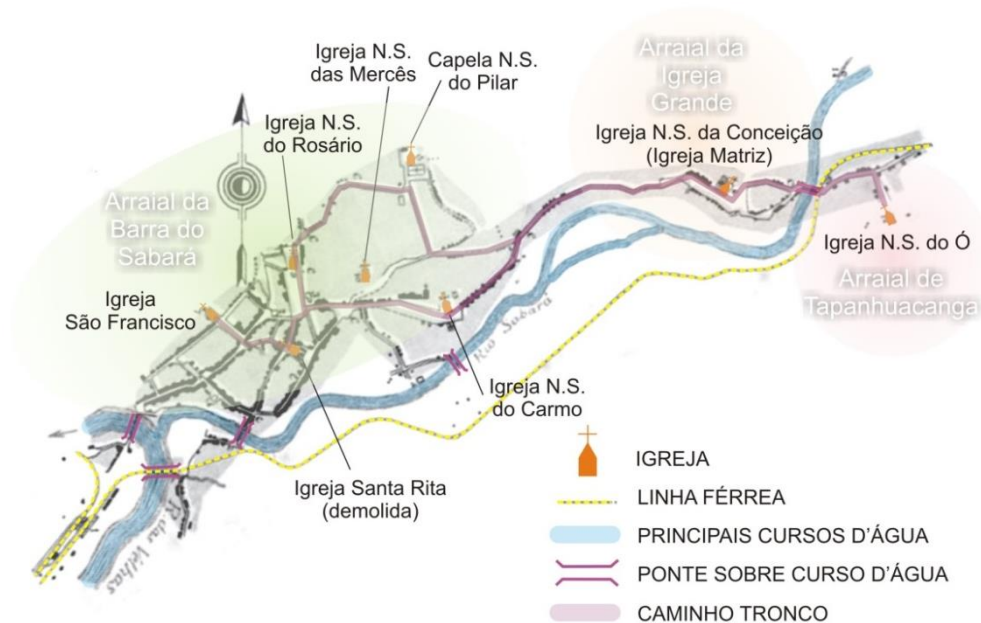 Igreja N.S.
das Mercês
Capela N.S.
do Pilar
Arraial da
Igreja
Grande
Igreja N.S.
do Rosário
Igreja N.S. da Conceição
(Igreja Matriz)
Arraial da
Barra do
Sabará
Igreja N.S. do Ó
Arraial de
Tapanhuacanga
Igreja
São Francisco
Rio Sabará
Igreja N.S.
do Carmo
Igreja Santa Rita
(demolida)
R. das Velhas
IGREJA
LINHA FÉRREA
PRINCIPAIS CURSOS D’ÁGUA
PONTE SOBRE CURSO D’ÁGUA
CAMINHO TRONCO